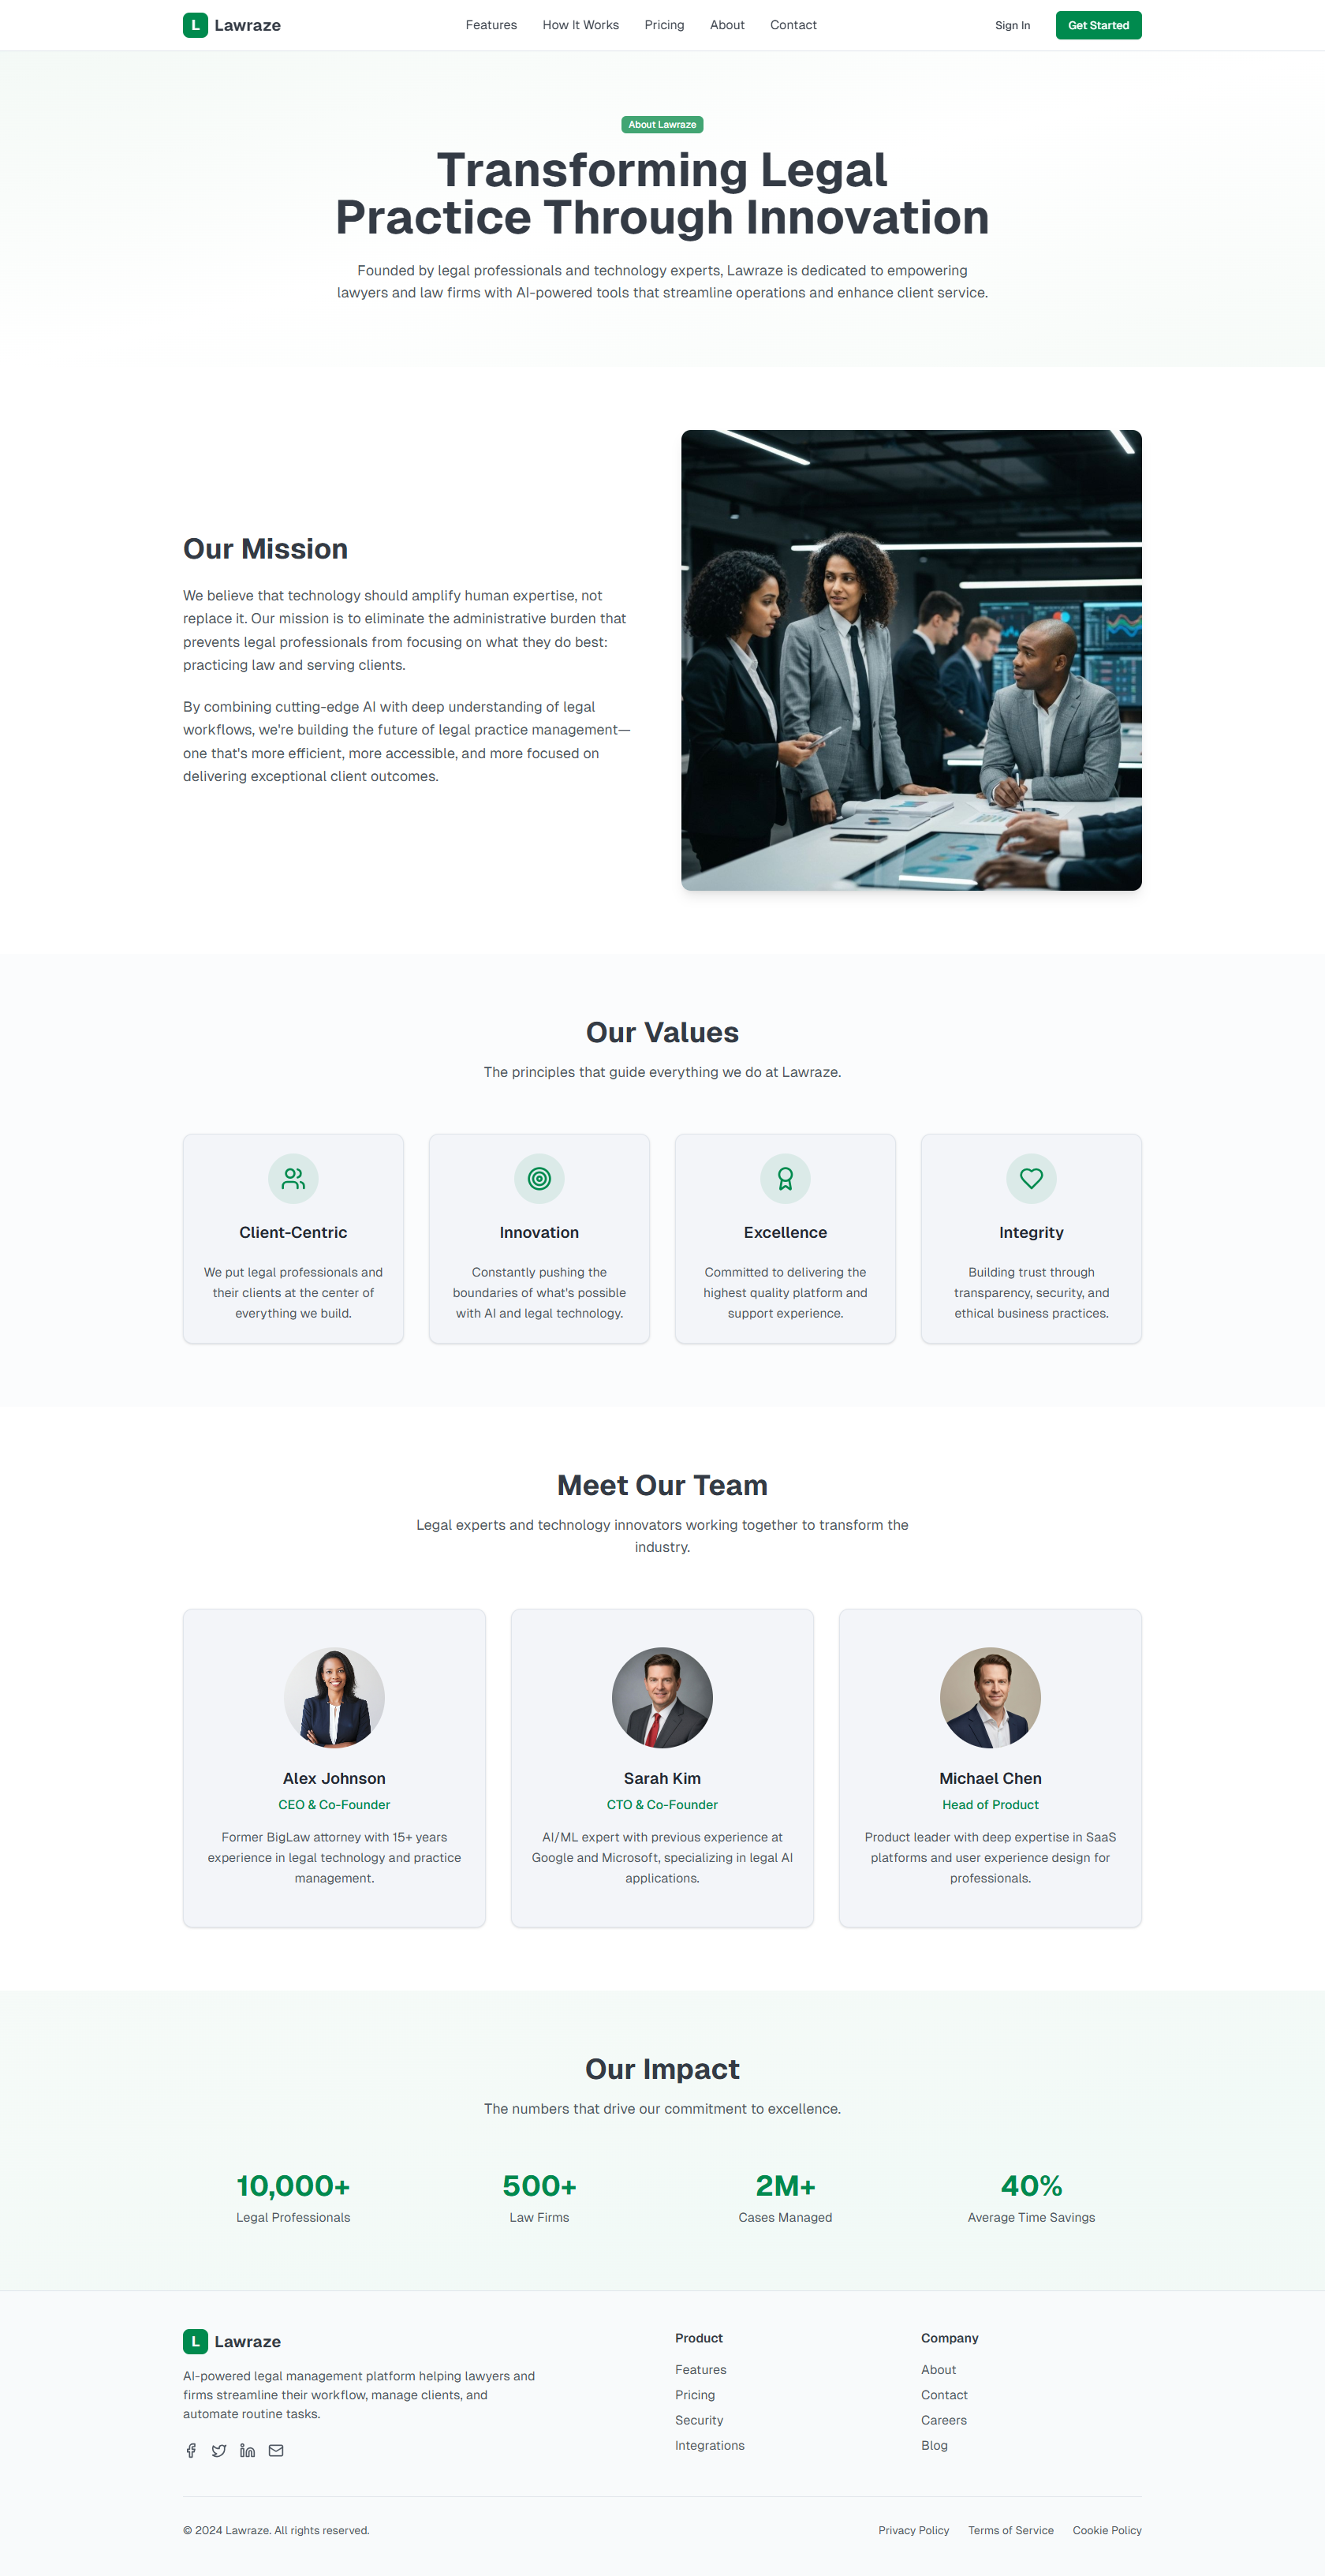 L Lawraze
Features How It Works Pricing About Contact
Sign In Get Started
About Lawraze
Transforming Legal
Practice Through Innovation
Founded by legal professionals and technology experts, Lawraze is dedicated to empowering
lawyers and law firms with AI-powered tools that streamline operations and enhance client service.
Our Mission
We believe that technology should amplify human expertise, not
replace it. Our mission is to eliminate the administrative burden that
prevents legal professionals from focusing on what they do best:
practicing law and serving clients.
By combining cutting-edge AI with deep understanding of legal
workflows, we're building the future of legal practice management—
one that's more efficient, more accessible, and more focused on
delivering exceptional client outcomes.
Our Values
The principles that guide everything we do at Lawraze.
Client-Centric
We put legal professionals and
their clients at the center of
everything we build.
Innovation
Constantly pushing the
boundaries of what's possible
with AI and legal technology.
Excellence
Committed to delivering the
highest quality platform and
support experience.
Integrity
Building trust through
transparency, security, and
ethical business practices.
Meet Our Team
Legal experts and technology innovators working together to transform the
industry.
Alex Johnson
CEO & Co-Founder
Former BigLaw attorney with 15+ years
experience in legal technology and practice
management.
Sarah Kim
CTO & Co-Founder
AI/ML expert with previous experience at
Google and Microsoft, specializing in legal AI
applications.
Michael Chen
Head of Product
Product leader with deep expertise in SaaS
platforms and user experience design for
professionals.
Our Impact
The numbers that drive our commitment to excellence.
10,000+
Legal Professionals
500+
Law Firms
2M+
Cases Managed
40%
Average Time Savings
L Lawraze
AI-powered legal management platform helping lawyers and
firms streamline their workflow, manage clients, and
automate routine tasks.
Product
Features
Pricing
Security
Integrations
Company
About
Contact
Careers
Blog
© 2024 Lawraze. All rights reserved.
Privacy Policy Terms of Service Cookie Policy